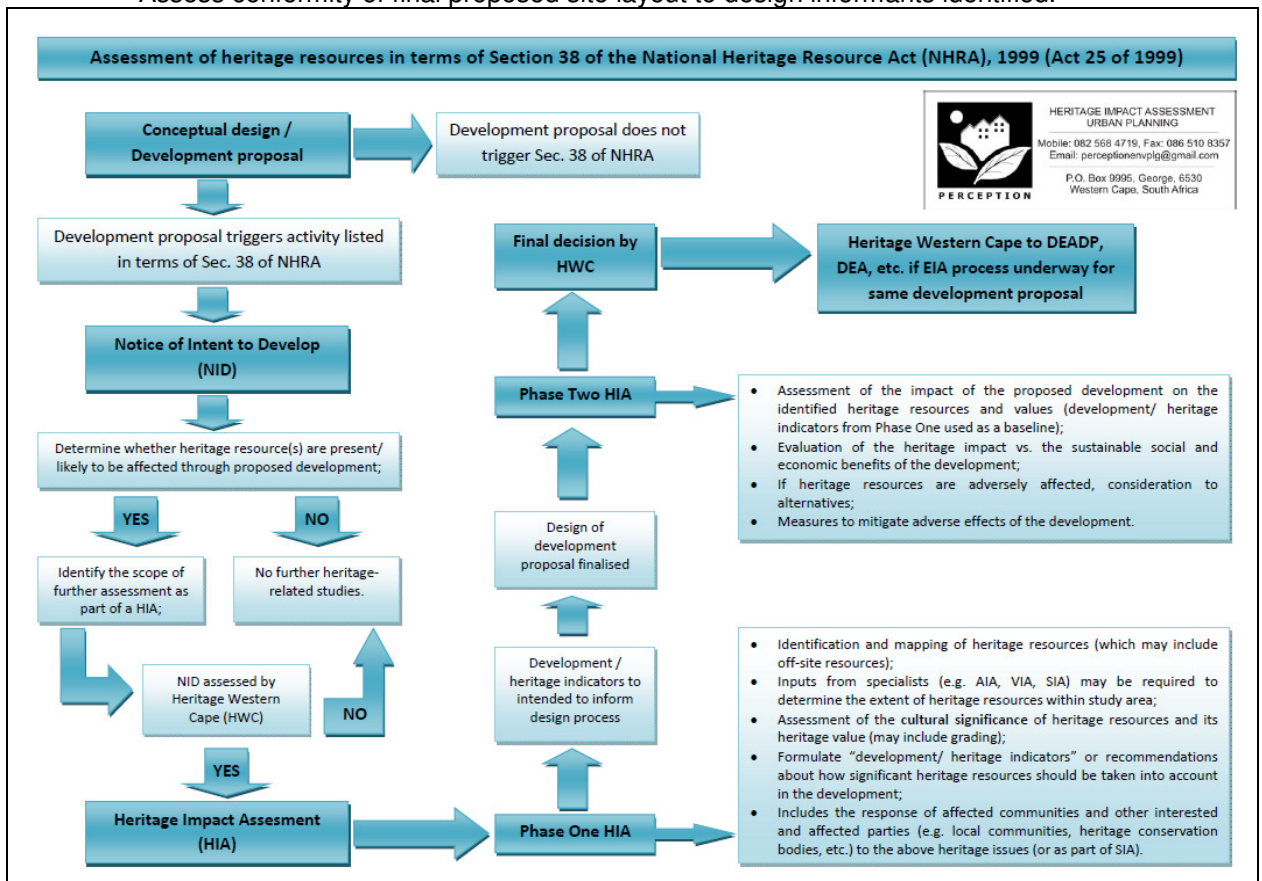 Assess conformity of final proposed site layout to design informants identified.
Assessment of heritage resources in terms of Section 38 of the National Heritage Resource Act (NHRA), 1999 (Act 25 of 1999)
Conceptual design /
Development proposal
Development proposal does not
trigger Sec. 38 of NHRA
HERITAGE IMPACT ASSESSMENT
URBAN PLANNING
Mobile: 082 568 4719, Fax: 086 510 8357
Email: perceptionenvplg@gmail.com
P.O. Box 9995, George, 6530
Western Cape, South Africa
PERCEPTION
Development proposal triggers activity listed
in terms of Sec. 38 of NHRA
Notice of Intent to Develop
(NID)
Determine whether heritage resource(s) are present/
likely to be affected through proposed development;
YES
NO
Identify the scope of
further assessment as
part of a HIA;
No further heritage-
related studies.
NID assessed by
Heritage Western
Cape (HWC)
NO
YES
Heritage Impact Assesment
(HIA)
Phase One HIA
• Identification and mapping of heritage resources (which may include
off-site resources);
• Inputs from specialists (e.g. AIA, VIA, SIA) may be required to
determine the extent of heritage resources within study area;
• Assessment of the cultural significance of heritage resources and its
heritage value (may include grading);
• Formulate “development/ heritage indicators” or recommendations
about how significant heritage resources should be taken into account
in the development;
• Includes the response of affected communities and other interested
and affected parties (e.g. local communities, heritage conservation
bodies, etc.) to the above heritage issues (or as part of SIA).
Development /
heritage indicators to
intended to inform
design process
Design of
development
proposal finalised
Phase Two HIA
• Assessment of the impact of the proposed development on the
identified heritage resources and values (development/ heritage
indicators from Phase One used as a baseline);
• Evaluation of the heritage impact vs. the sustainable social and
economic benefits of the development;
• If heritage resources are adversely affected, consideration to
alternatives;
• Measures to mitigate adverse effects of the development.
Final decision by
HWC
Heritage Western Cape to DEADP,
DEA, etc. if EIA process underway for
same development proposal